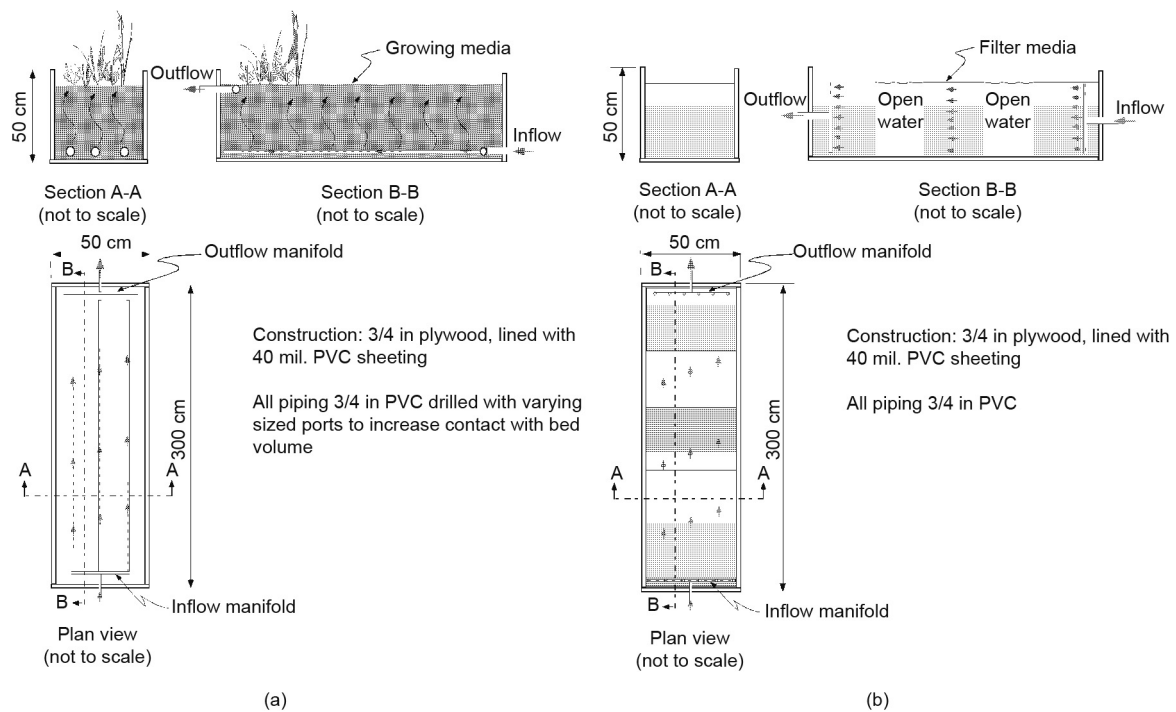 Growing media
Outflow
50 cm
Inflow
Section A-A
(not to scale)
Section B-B
(not to scale)
50 cm
Outflow manifold
B
A
A
300 cm
B
Inflow manifold
Plan view
(not to scale)
Construction: 3/4 in plywood, lined with
40 mil. PVC sheeting
All piping 3/4 in PVC drilled with varying
sized ports to increase contact with bed
volume
(a)
Filter media
Outflow
50 cm
Open
water
Open
water
Inflow
Section A-A
(not to scale)
Section B-B
(not to scale)
50 cm
Outflow manifold
B
A
A
300 cm
B
Inflow manifold
Plan view
(not to scale)
Construction: 3/4 in plywood, lined with
40 mil. PVC sheeting
All piping 3/4 in PVC
(b)